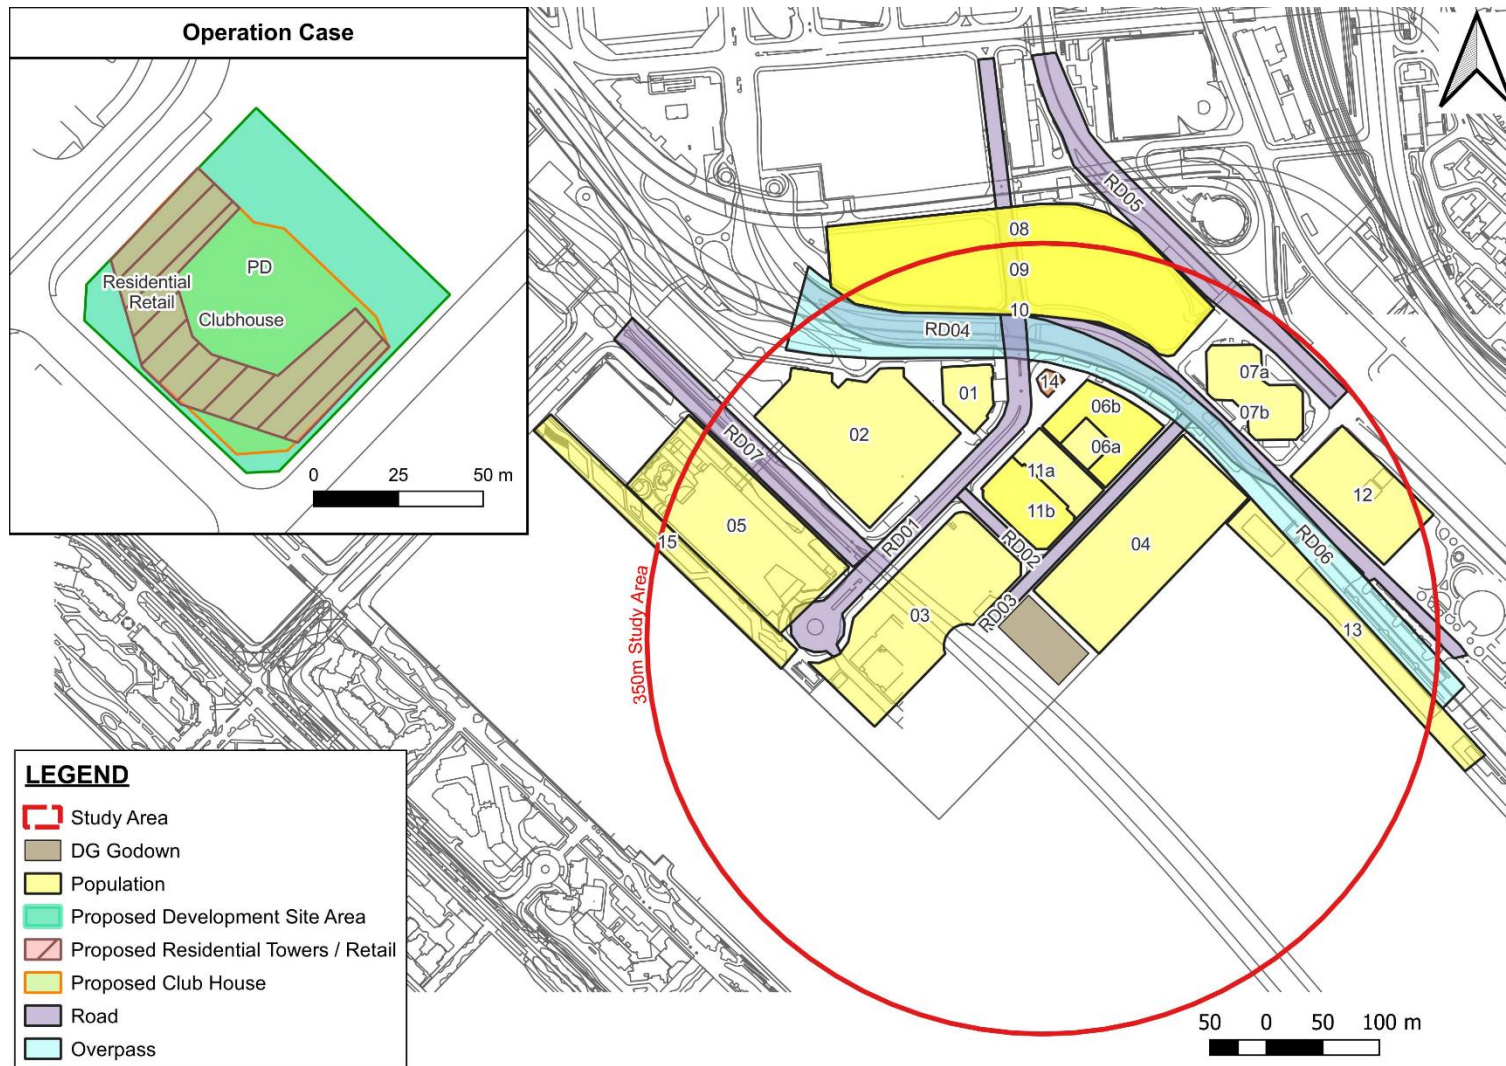 Operation Case
PD
Residential
Retail
Clubhouse
0 25 50 m
RD05
08
09
10
RD04
07a
07b
01
14
06b
06a
02
RD07
11a
11b
12
05
15
RD01
RD02
04
RD06
03
RD03
13
350m Study Area
LEGEND
Study Area
DG Godown
Population
Proposed Development Site Area
Proposed Residential Towers / Retail
Proposed Club House
Road
Overpass
50 0 50 100 m